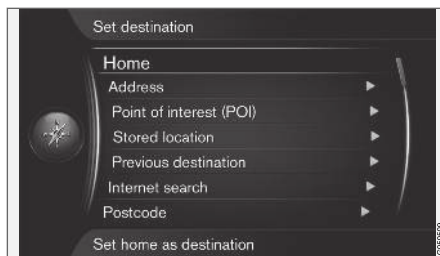 Set destination
Home
Address
Point of interest (POI)
Stored location
Previous destination
Internet search
Postcode
Set home as destination